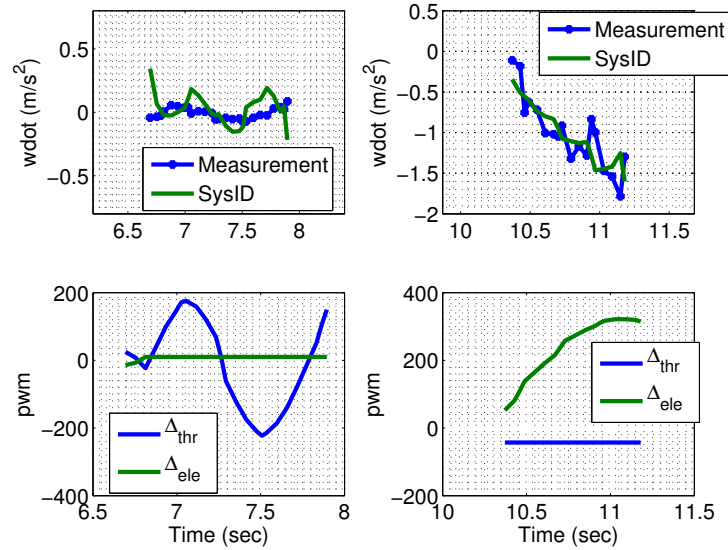 0.5
0
−0.5
wdot (m/s²)
Measurement
SysID
6.5 7 7.5 8
0
−0.5
−1
−1.5
−2
wdot (m/s²)
Measurement
SysID
10 10.5 11 11.5
200
0
−200
−400
pwm
Δthr
Δele
6.5 7 7.5 8
Time (sec)
400
200
0
−200
pwm
Δthr
Δele
10 10.5 11 11.5
Time (sec)